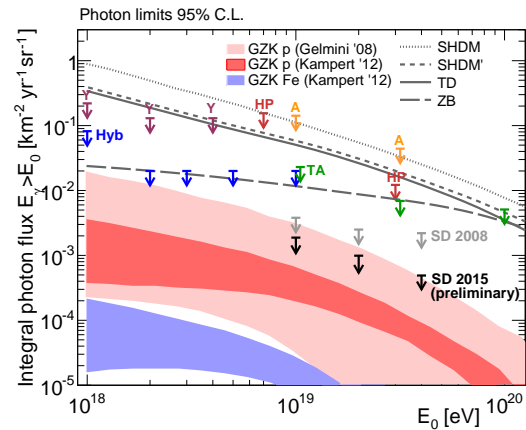 Photon limits 95% C.L.
Integral photon flux E_γ>E_0 [km^-2 yr^-1 sr^-1]
GZK p (Gelmini '08)
GZK p (Kampert '12)
GZK Fe (Kampert '12)
SHDM
SHDM'
TD
ZB
1
10^-1
10^-2
10^-3
10^-4
10^-5
Y
Y
Y
HP
A
A
Hyb
TA
HP
SD 2008
SD 2015
(preliminary)
10^18
10^19
10^20
E_0 [eV]